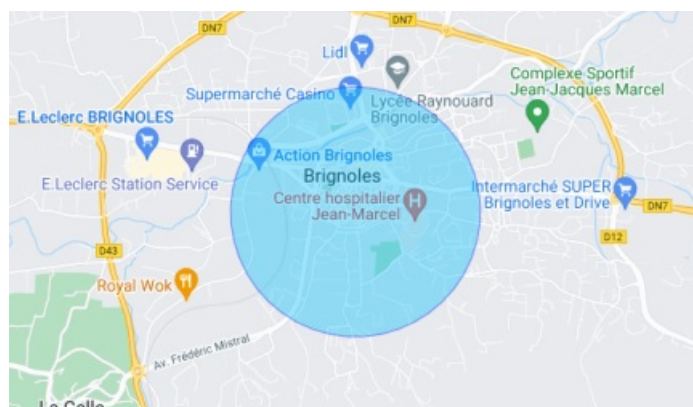 DN7
DN7
Lidl
Supermarché Casino
Lycée Raynouard
Brignoles
Complexe Sportif
Jean-Jacques Marcel
E.Leclerc BRIGNOLES
Action Brignoles
Brignoles
E.Leclerc Station Service
Centre hospitalier
Jean-Marcel
H
Intermarché SUPER
Brignoles et Drive
DN7
D12
D43
Royal Wok
Av. Frédéric Mistral
La Celle